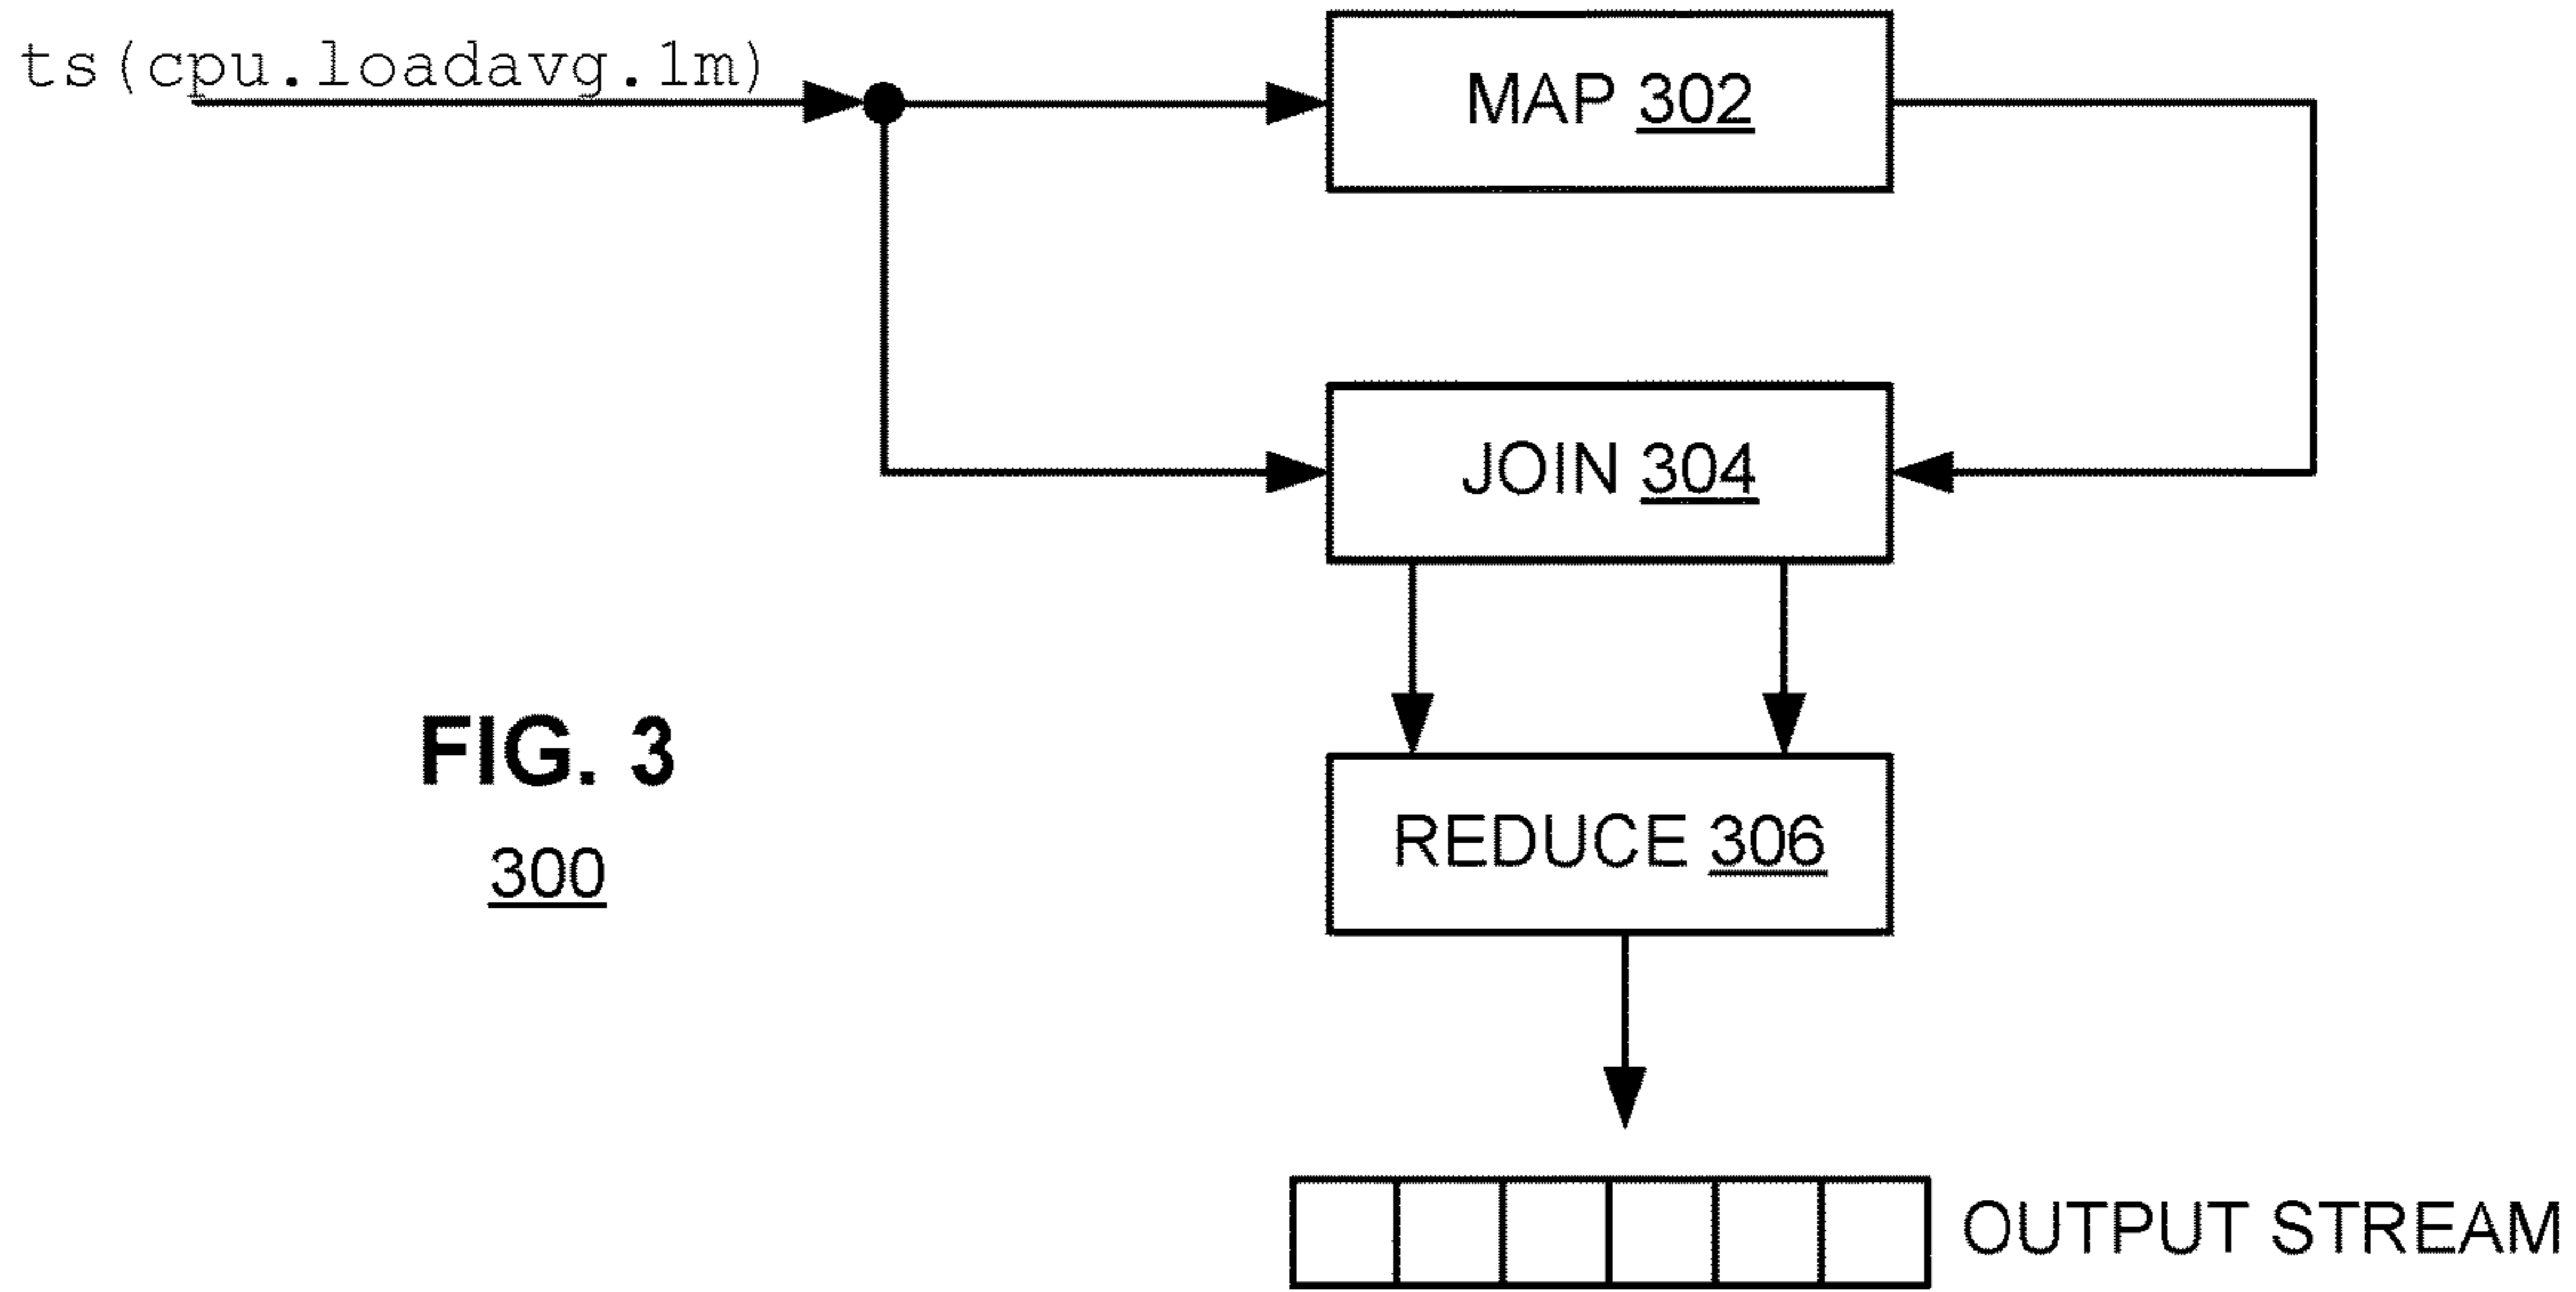 ts(cpu.loadavg.1m)
MAP 302
JOIN 304
FIG. 3
300
REDUCE 306
OUTPUT STREAM